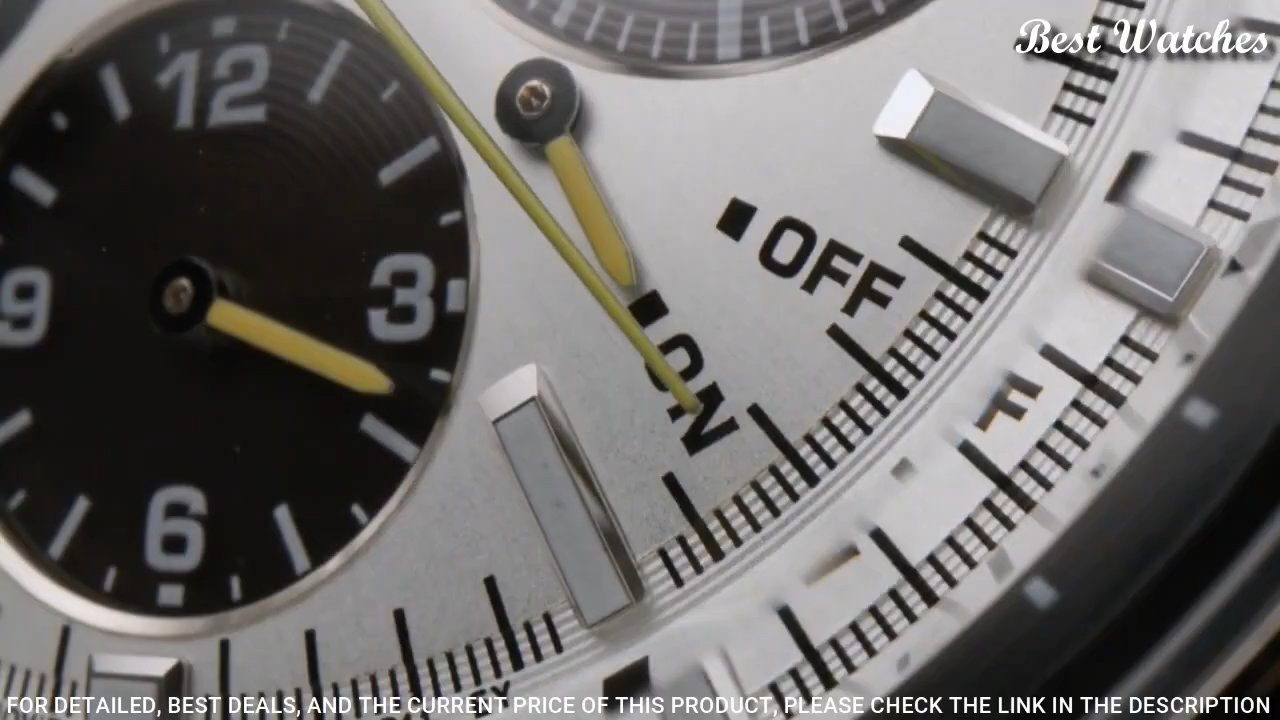 Best Watches
12
3
9
6
OFF
ON
F
FOR DETAILED, BEST DEALS, AND THE CURRENT PRICE OF THIS PRODUCT, PLEASE CHECK THE LINK IN THE DESCRIPTION